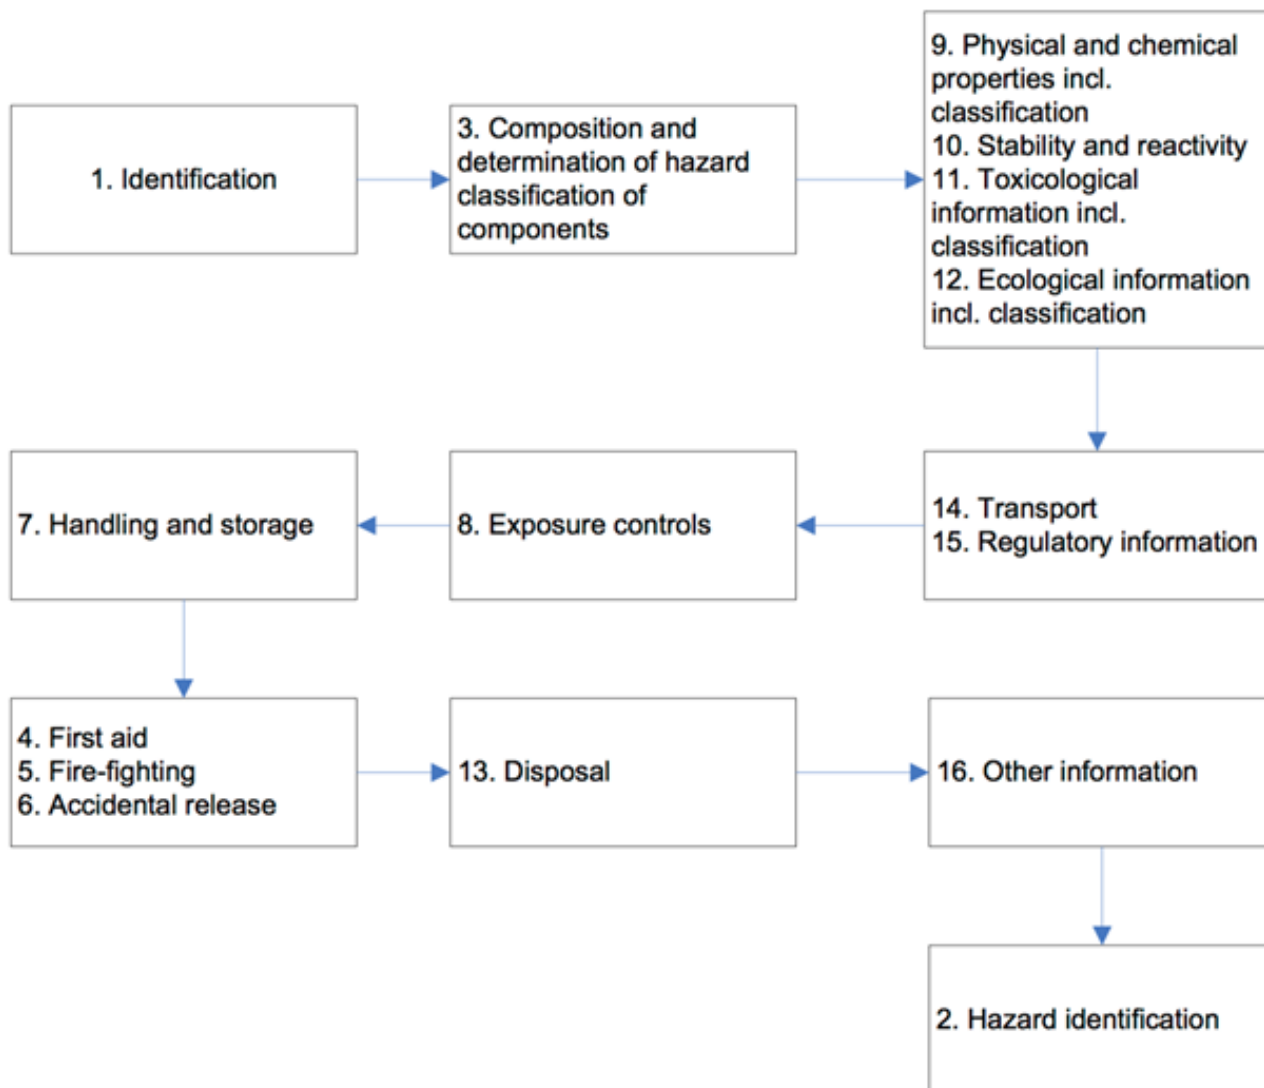 1. Identification
3. Composition and
determination of hazard
classification of
components
9. Physical and chemical
properties incl.
classification
10. Stability and reactivity
11. Toxicological
information incl.
classification
12. Ecological information
incl. classification
14. Transport
15. Regulatory information
8. Exposure controls
7. Handling and storage
4. First aid
5. Fire-fighting
6. Accidental release
13. Disposal
16. Other information
2. Hazard identification